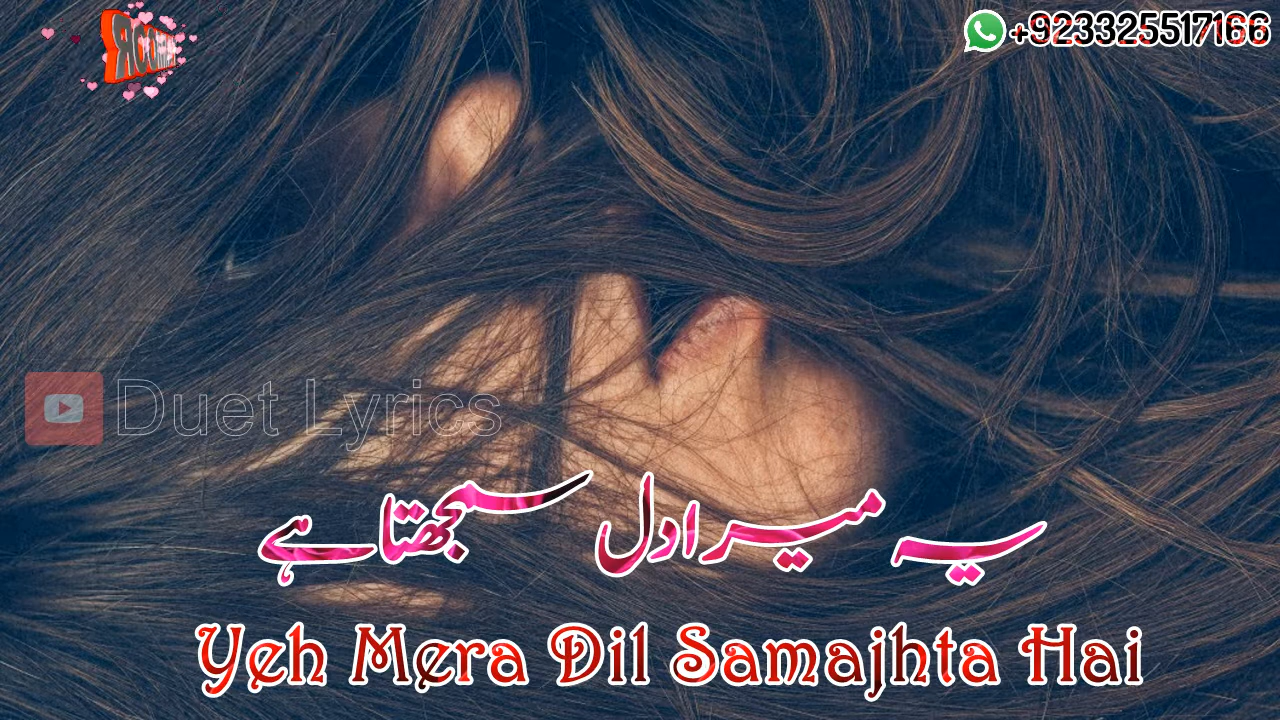 +923325517166
Duet Lyrics
یہ میرا دل سمجھتا ہے
Yeh Mera Dil Samajhta Hai